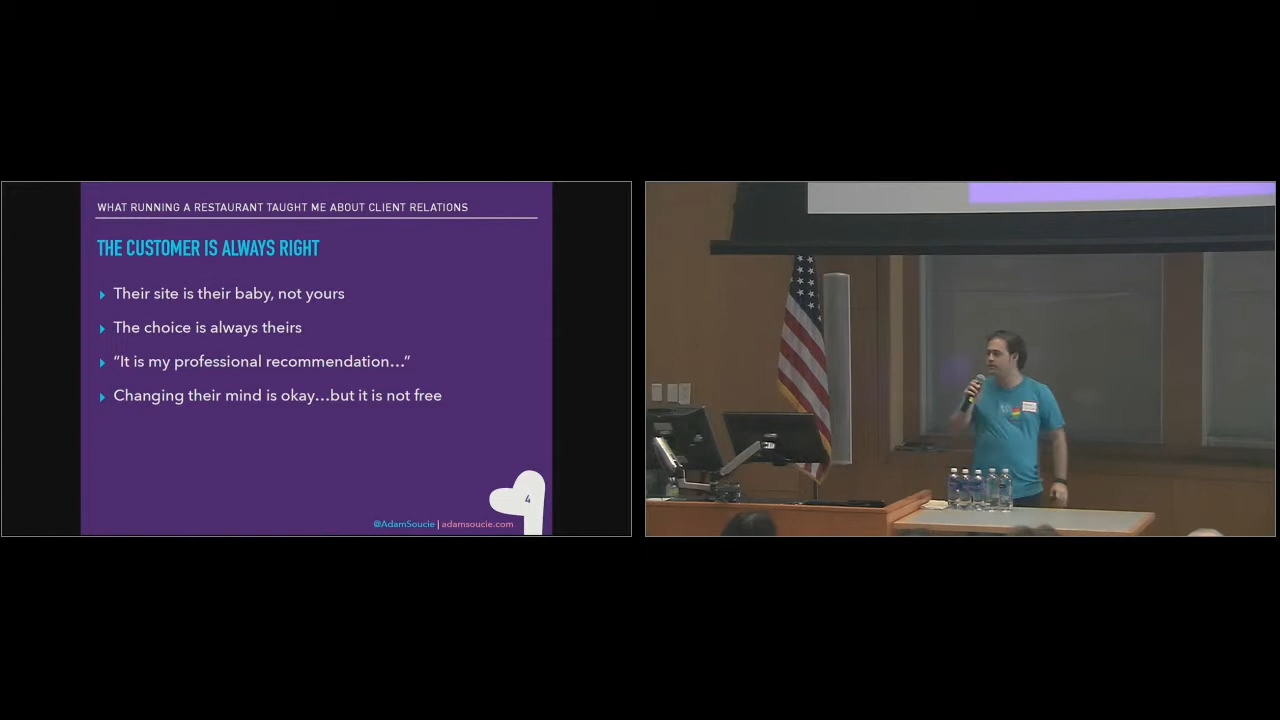 WHAT RUNNING A RESTAURANT TAUGHT ME ABOUT CLIENT RELATIONS
THE CUSTOMER IS ALWAYS RIGHT
Their site is their baby, not yours
The choice is always theirs
“It is my professional recommendation…”
Changing their mind is okay…but it is not free
4
@AdamSoucie | adamsoucie.com